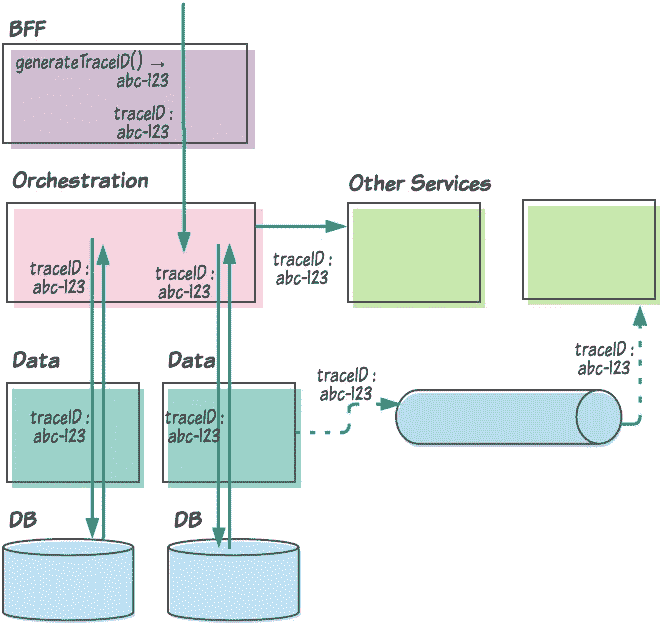 BFF
generateTraceID() →
abc-123
traceID :
abc-123
Orchestration
Other Services
traceID :
abc-123
traceID :
abc-123
traceID :
abc-123
Data
Data
traceID :
abc-123
traceID :
abc-123
traceID :
abc-123
traceID :
abc-123
DB
DB